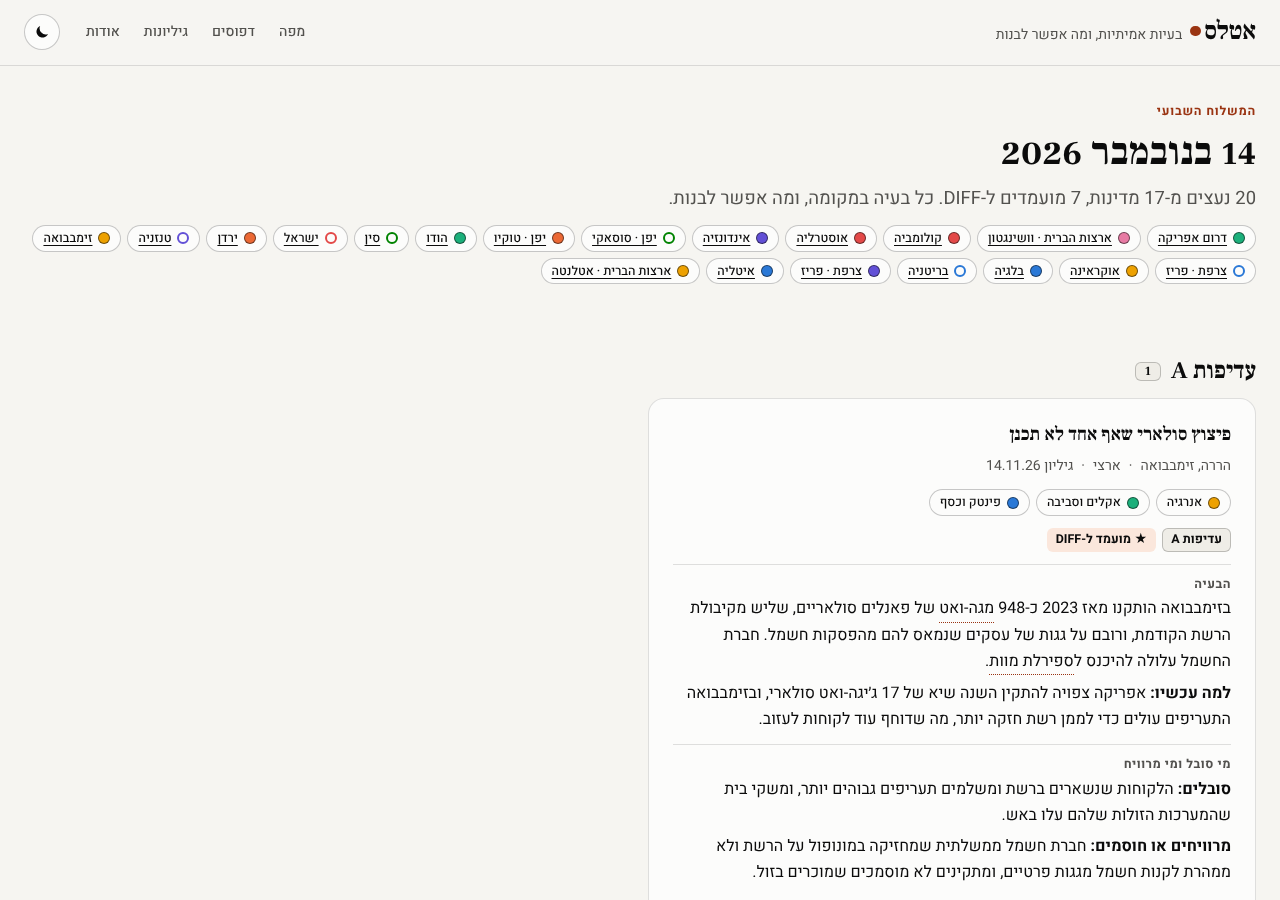 אטלס
בעיות אמיתיות, ומה אפשר לבנות
מפה
דפוסים
גיליונות
אודות
המשלוח השבועי
14 בנובמבר 2026
20 נעצים מ-17 מדינות, 7 מועמדים ל-DIFF. כל בעיה במקומה, ומה אפשר לבנות.
דרום אפריקה
ארצות הברית · וושינגטון
קולומביה
אוסטרליה
אינדונזיה
יפן · סוסאקי
יפן · טוקיו
הודו
סין
ישראל
ירדן
טנזניה
זימבבואה
צרפת · פריז
אוקראינה
בלגיה
בריטניה
צרפת · פריז
איטליה
ארצות הברית · אטלנטה
עדיפות A 1
פיצוץ סולארי שאף אחד לא תכנן
הררה, זימבבואה · ארצי · גיליון 14.11.26
אנרגיה
אקלים וסביבה
פינטק וכסף
עדיפות A
★ מועמד ל-DIFF
הבעיה
בזימבבואה הותקנו מאז 2023 כ-948 מגה-ואט של פאנלים סולאריים, שליש מקיבולת
הרשת הקודמת, ורובם על גגות של עסקים שנמאס להם מהפסקות חשמל. חברת
החשמל עלולה להיכנס לספירלת מוות.
למה עכשיו: אפריקה צפויה להתקין השנה שיא של 17 ג׳יגה-ואט סולארי, ובזימבבואה
התעריפים עולים כדי לממן רשת חזקה יותר, מה שדוחף עוד לקוחות לעזוב.
מי סובל ומי מרוויח
סובלים: הלקוחות שנשארים ברשת ומשלמים תעריפים גבוהים יותר, ומשקי בית
שהמערכות הזולות שלהם עלו באש.
מרוויחים או חוסמים: חברת חשמל ממשלתית שמחזיקה במונופול על הרשת ולא
ממהרת לקנות חשמל מגגות פרטיים, ומתקינים לא מוסמכים שמוכרים בזול.